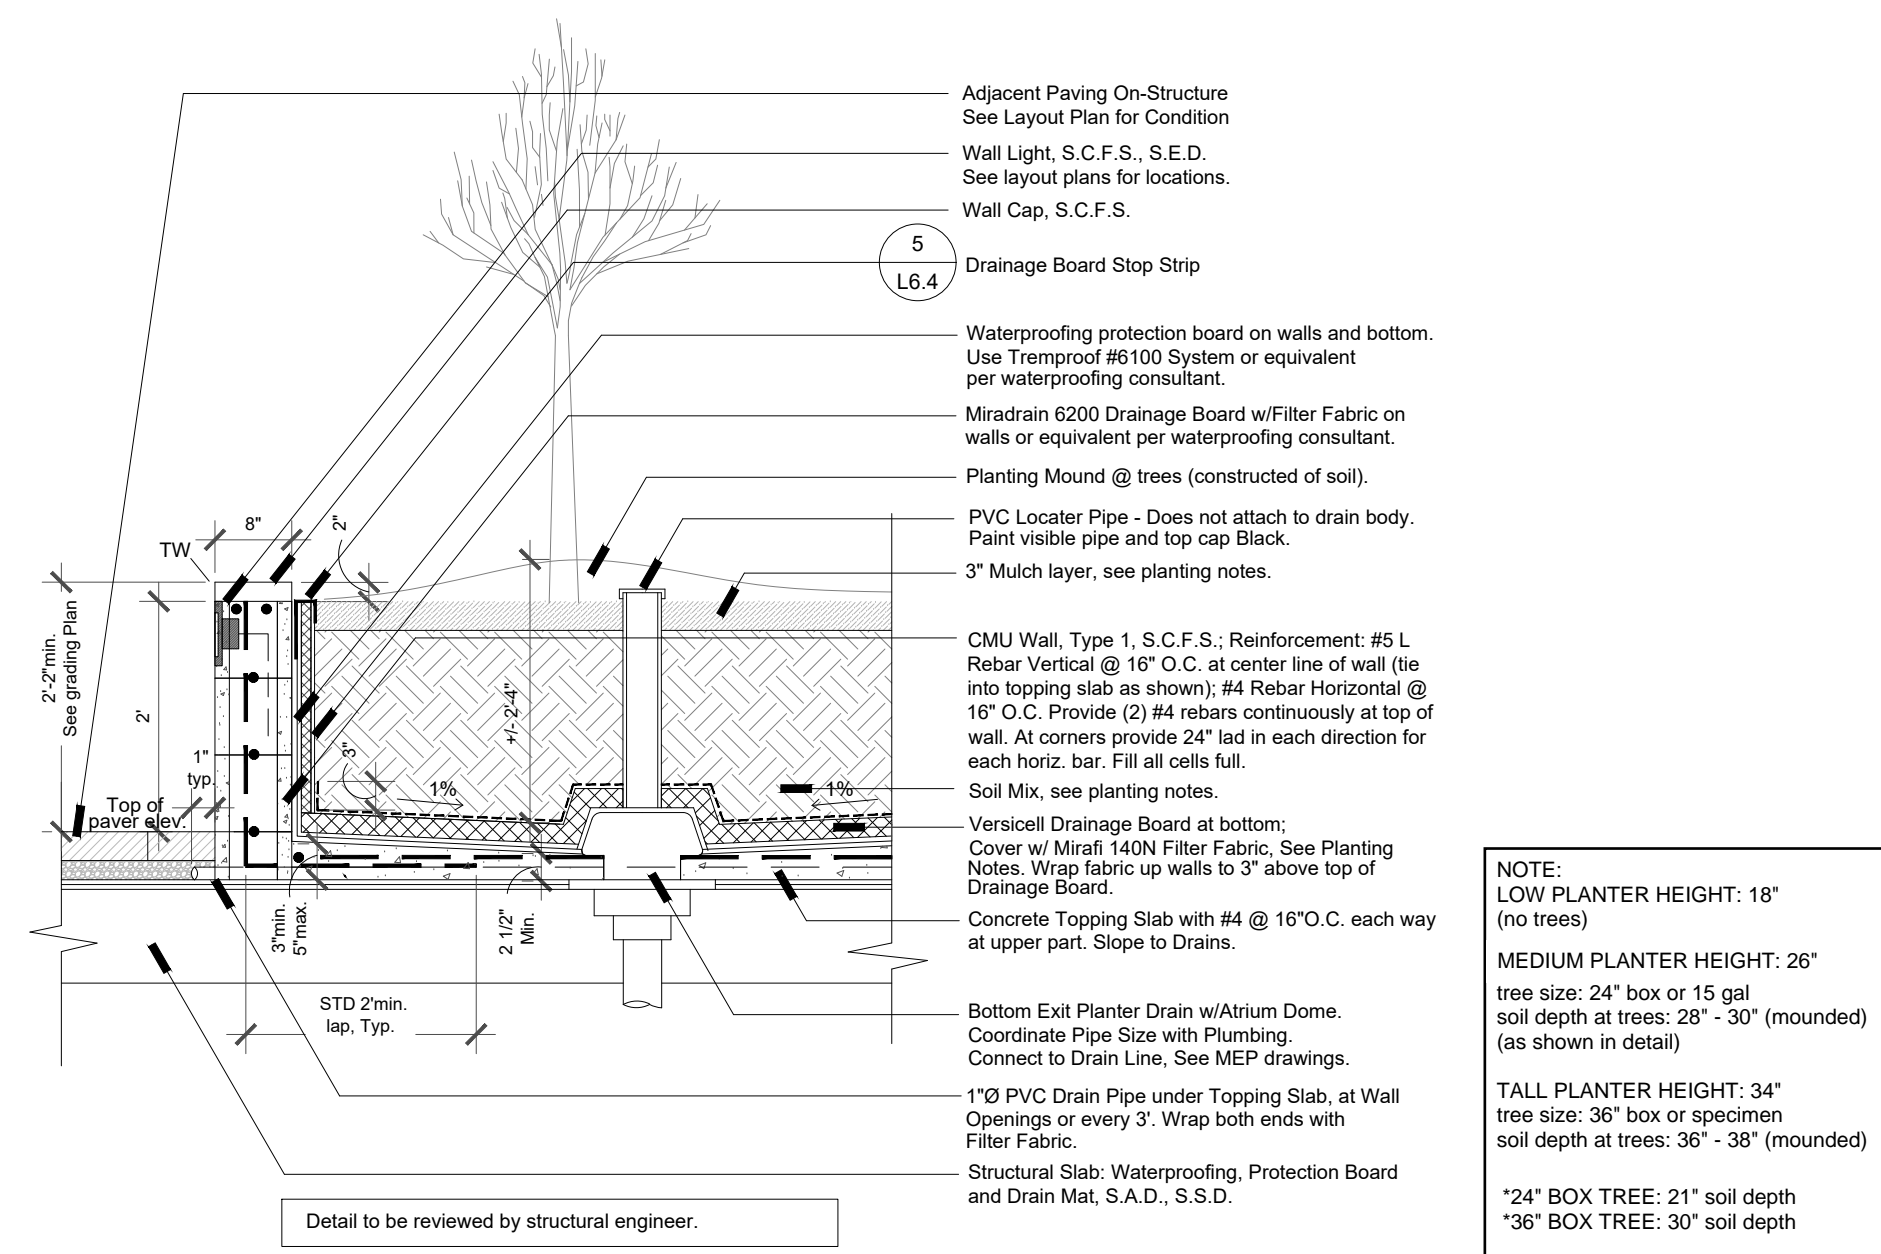 Adjacent Paving On-Structure
See Layout Plan for Condition
Wall Light, S.C.F.S., S.E.D.
See layout plans for locations.
Wall Cap, S.C.F.S.
5
L6.4
Drainage Board Stop Strip
Waterproofing protection board on walls and bottom.
Use Tremproof #6100 System or equivalent
per waterproofing consultant.
Miradrain 6200 Drainage Board w/Filter Fabric on
walls or equivalent per waterproofing consultant.
Planting Mound @ trees (constructed of soil).
PVC Locater Pipe - Does not attach to drain body.
Paint visible pipe and top cap Black.
3" Mulch layer, see planting notes.
CMU Wall, Type 1, S.C.F.S.; Reinforcement: #5 L
Rebar Vertical @ 16" O.C. at center line of wall (tie
into topping slab as shown); #4 Rebar Horizontal @
16" O.C. Provide (2) #4 rebars continuously at top of
wall. At corners provide 24" lad in each direction for
each horiz. bar. Fill all cells full.
Soil Mix, see planting notes.
Versicell Drainage Board at bottom;
Cover w/ Mirafi 140N Filter Fabric, See Planting
Notes. Wrap fabric up walls to 3" above top of
Drainage Board.
Concrete Topping Slab with #4 @ 16"O.C. each way
at upper part. Slope to Drains.
Bottom Exit Planter Drain w/Atrium Dome.
Coordinate Pipe Size with Plumbing.
Connect to Drain Line, See MEP drawings.
1"Ø PVC Drain Pipe under Topping Slab, at Wall
Openings or every 3'. Wrap both ends with
Filter Fabric.
Structural Slab: Waterproofing, Protection Board
and Drain Mat, S.A.D., S.S.D.
8"
2"
TW
2'-2"min.
See grading Plan
2'
1"
typ.
Top of
paver elev.
+/- 2'-4"
3"
1%
1%
3"min.
5"max.
2 1/2"
Min.
STD 2'min.
lap, Typ.
Detail to be reviewed by structural engineer.
NOTE:
LOW PLANTER HEIGHT: 18"
(no trees)
MEDIUM PLANTER HEIGHT: 26"
tree size: 24" box or 15 gal
soil depth at trees: 28" - 30" (mounded)
(as shown in detail)
TALL PLANTER HEIGHT: 34"
tree size: 36" box or specimen
soil depth at trees: 36" - 38" (mounded)
*24" BOX TREE: 21" soil depth
*36" BOX TREE: 30" soil depth